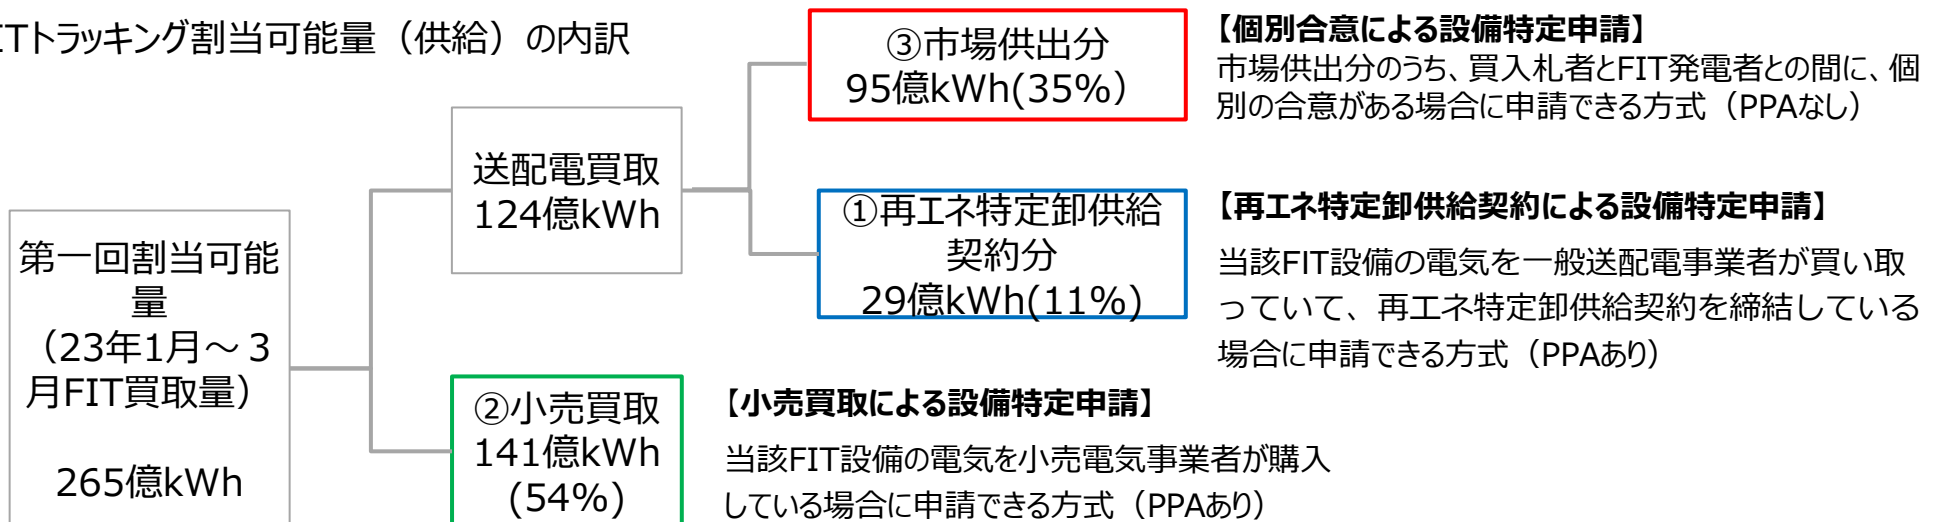 Tトラッキング割当可能量（供給）の内訳
③市場供出分
95億kWh(35%）
【個別合意による設備特定申請】
市場供出分のうち、買入札者とFIT発電者との間に、個
別の合意がある場合に申請できる方式（PPAなし）
送配電買取
124億kWh
①再エネ特定卸供給
契約分
29億kWh(11%)
【再エネ特定卸供給契約による設備特定申請】
当該FIT設備の電気を一般送配電事業者が買い取
っていて、再エネ特定卸供給契約を締結している
場合に申請できる方式（PPAあり）
第一回割当可能
量
（23年1月～３
月FIT買取量）
265億kWh
②小売買取
141億kWh
(54%)
【小売買取による設備特定申請】
当該FIT設備の電気を小売電気事業者が購入
している場合に申請できる方式（PPAあり）